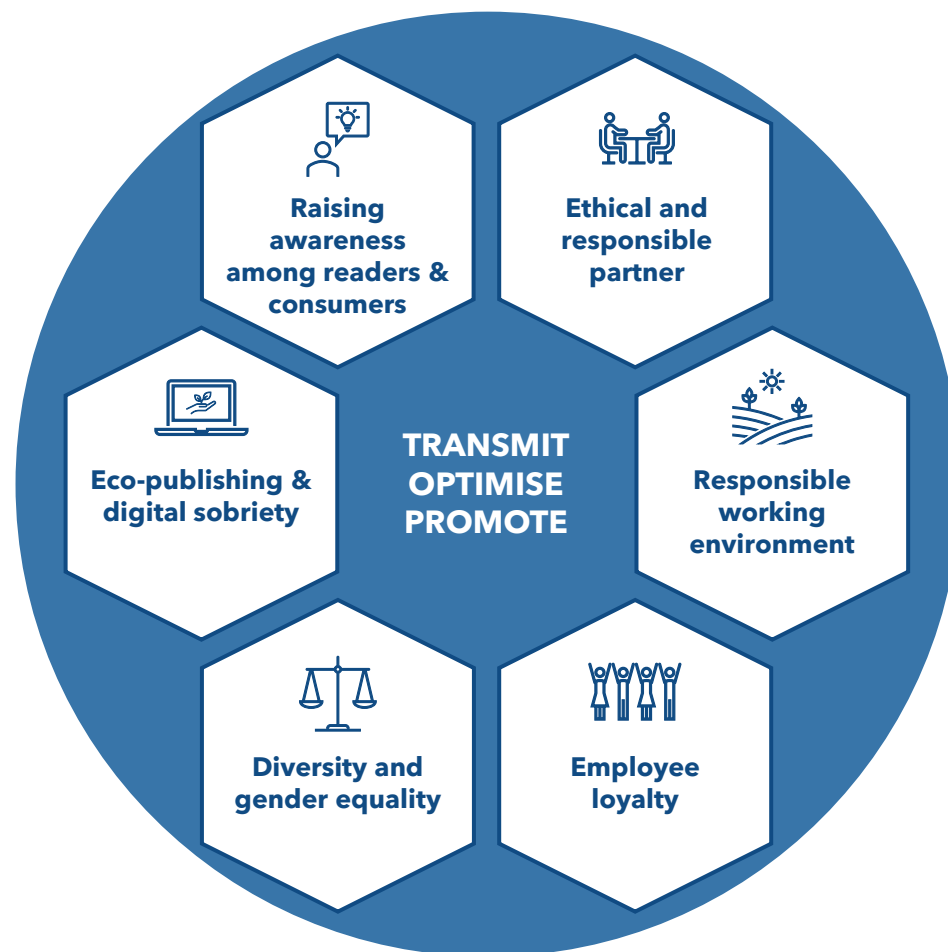 Raising
awareness
among readers &
consumers
Ethical and
responsible
partner
Eco-publishing &
digital sobriety
TRANSMIT
OPTIMISE
PROMOTE
Responsible
working
environment
Diversity and
gender equality
Employee
loyalty